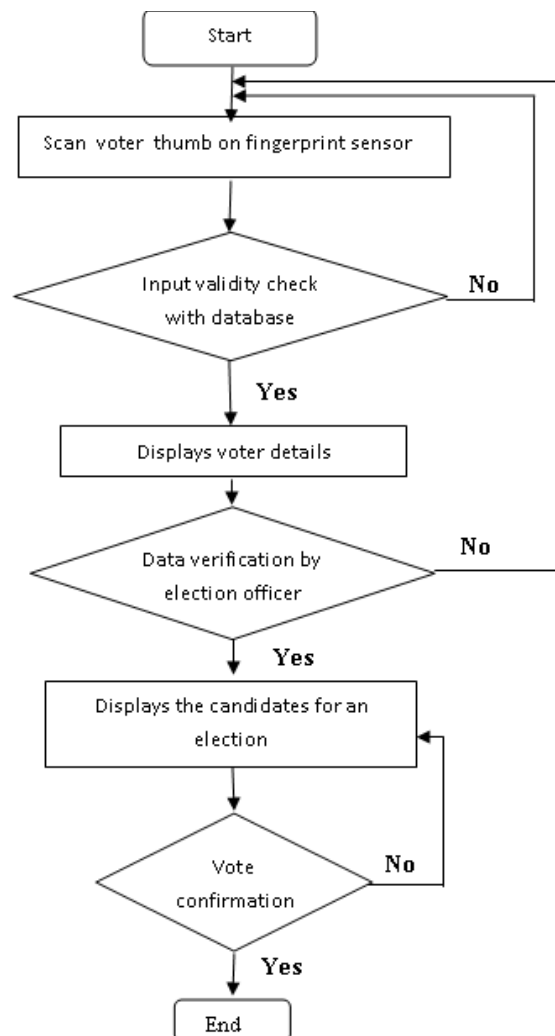 Start
Scan voter thumb on fingerprint sensor
Input validity check
with database
No
Yes
Displays voter details
Data verification by
election officer
No
Yes
Displays the candidates for an
election
Vote
confirmation
No
Yes
End